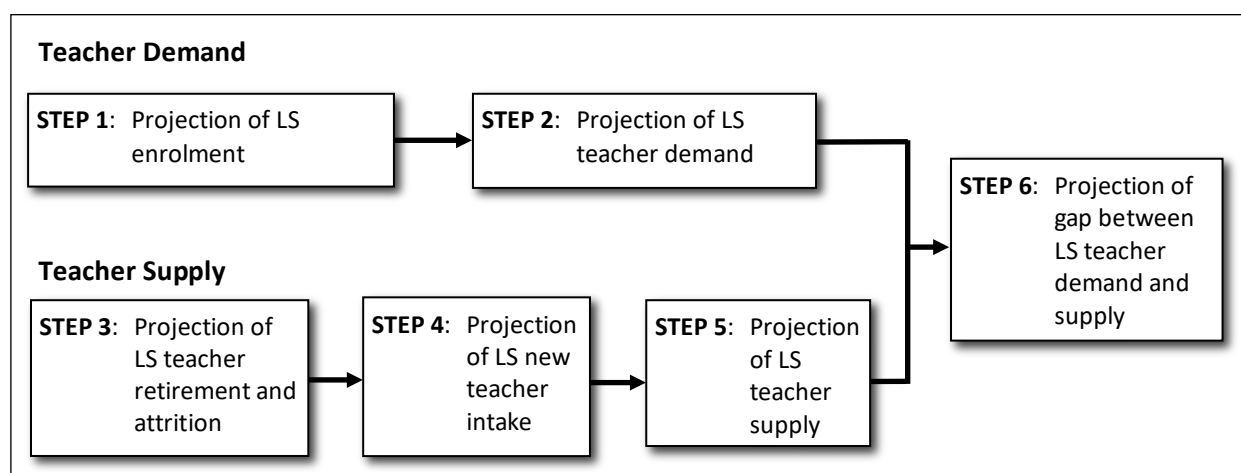 Teacher Demand
STEP 1: Projection of LS
enrolment
STEP 2: Projection of LS
teacher demand
STEP 6: Projection of
gap between
LS teacher
demand and
supply
Teacher Supply
STEP 3: Projection of
LS teacher
retirement and
attrition
STEP 4: Projection
of LS new
teacher
intake
STEP 5: Projection
of LS
teacher
supply